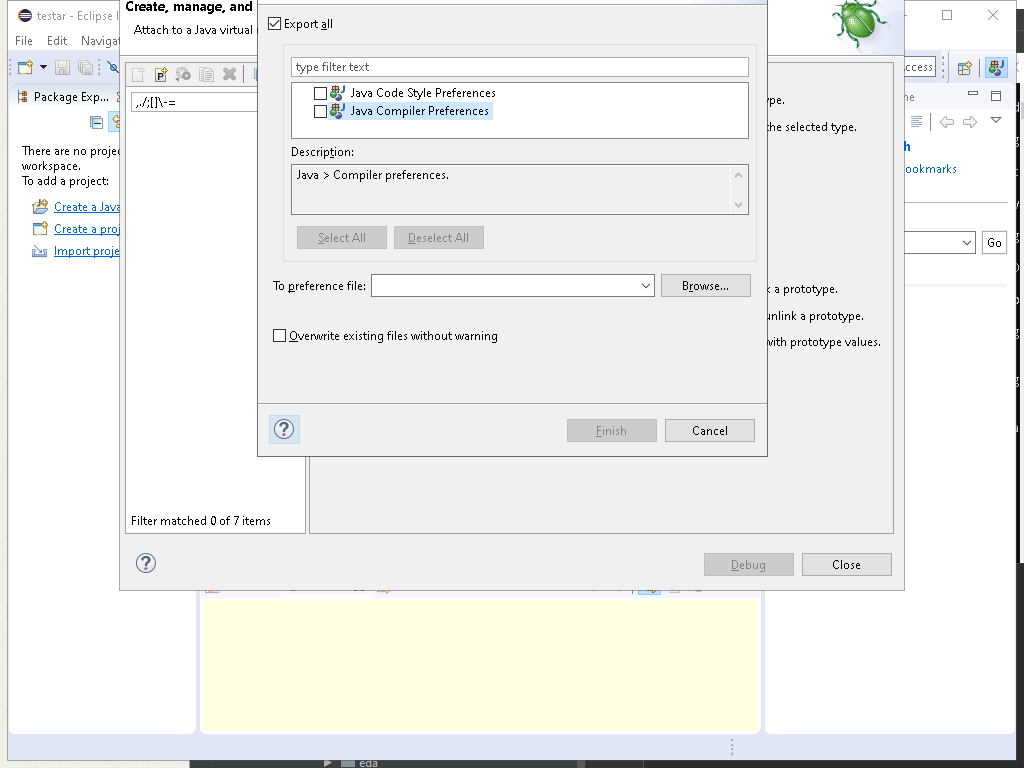 testar - Eclipse I
File Edit Naviga
Create, manage, and
Attach to a Java virtual
Export all
type filter text
Java Code Style Preferences
Java Compiler Preferences
Description:
Java > Compiler preferences.
Select All Deselect All
To preference file: Browse...
Overwrite existing files without warning
Finish Cancel
Package Exp...
There are no projec
workspace.
To add a project:
Create a Java
Create a proj
Import proje
,./;[]\-=
Filter matched 0 of 7 items
ype.
he selected type.
k a prototype.
unlink a prototype.
with prototype values.
Debug Close
ccess
ne
h
ookmarks
Go
eda